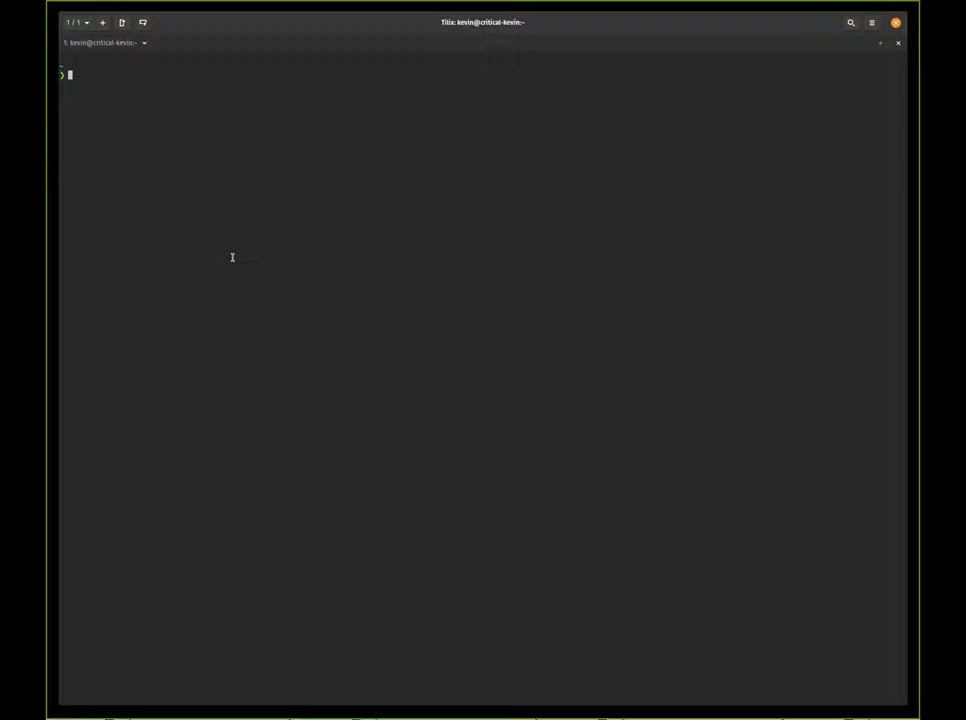 1 / 1
Tilix: kevin@critical-kevin:~
1: kevin@critical-kevin:~
~
❯